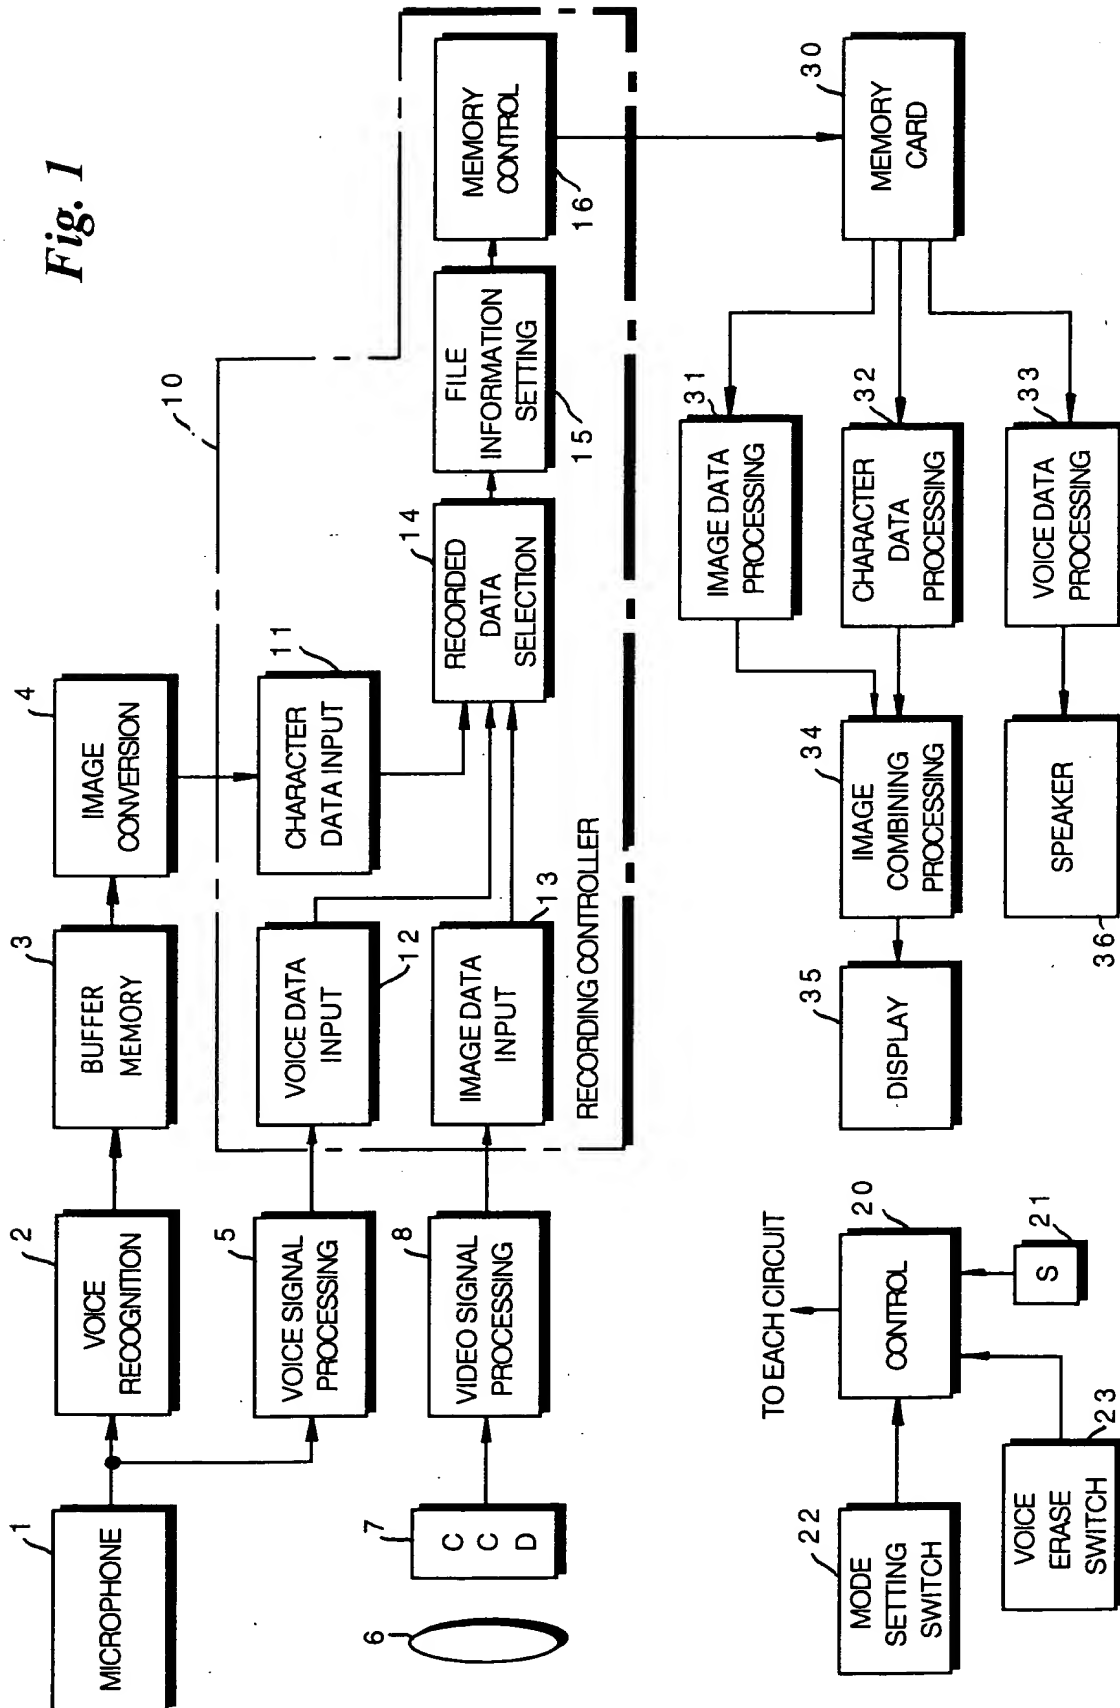 Fig. 1
1
MICROPHONE
2
VOICE
RECOGNITION
3
BUFFER
MEMORY
4
IMAGE
CONVERSION
10
5
VOICE SIGNAL
PROCESSING
VOICE DATA
INPUT
12
CHARACTER
DATA INPUT
11
6
7
C
C
D
8
VIDEO SIGNAL
PROCESSING
IMAGE DATA
INPUT
13
RECORDED
DATA
SELECTION
14
FILE
INFORMATION
SETTING
15
MEMORY
CONTROL
16
RECORDING CONTROLLER
TO EACH CIRCUIT
22
MODE
SETTING
SWITCH
CONTROL
20
S
21
VOICE
ERASE
SWITCH
23
30
MEMORY
CARD
IMAGE DATA
PROCESSING
31
CHARACTER
DATA
PROCESSING
32
VOICE DATA
PROCESSING
33
34
IMAGE
COMBINING
PROCESSING
35
DISPLAY
SPEAKER
36